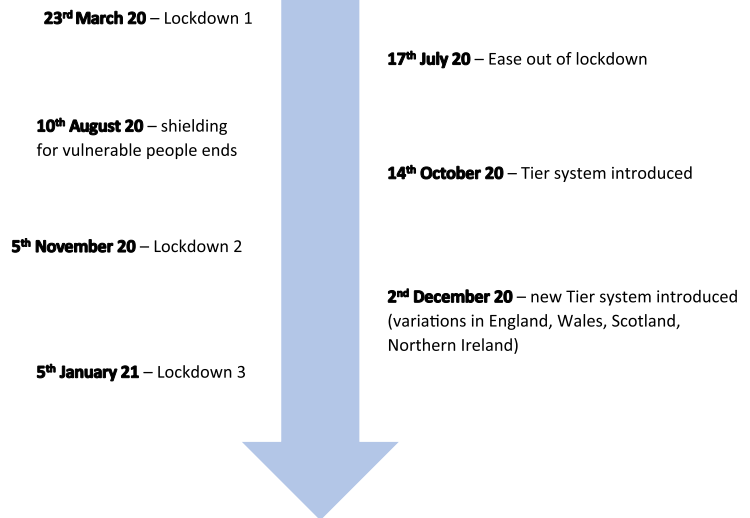 23rd March 20 – Lockdown 1
17th July 20 – Ease out of lockdown
10th August 20 – shielding
for vulnerable people ends
14th October 20 – Tier system introduced
5th November 20 – Lockdown 2
2nd December 20 – new Tier system introduced
(variations in England, Wales, Scotland,
Northern Ireland)
5th January 21 – Lockdown 3